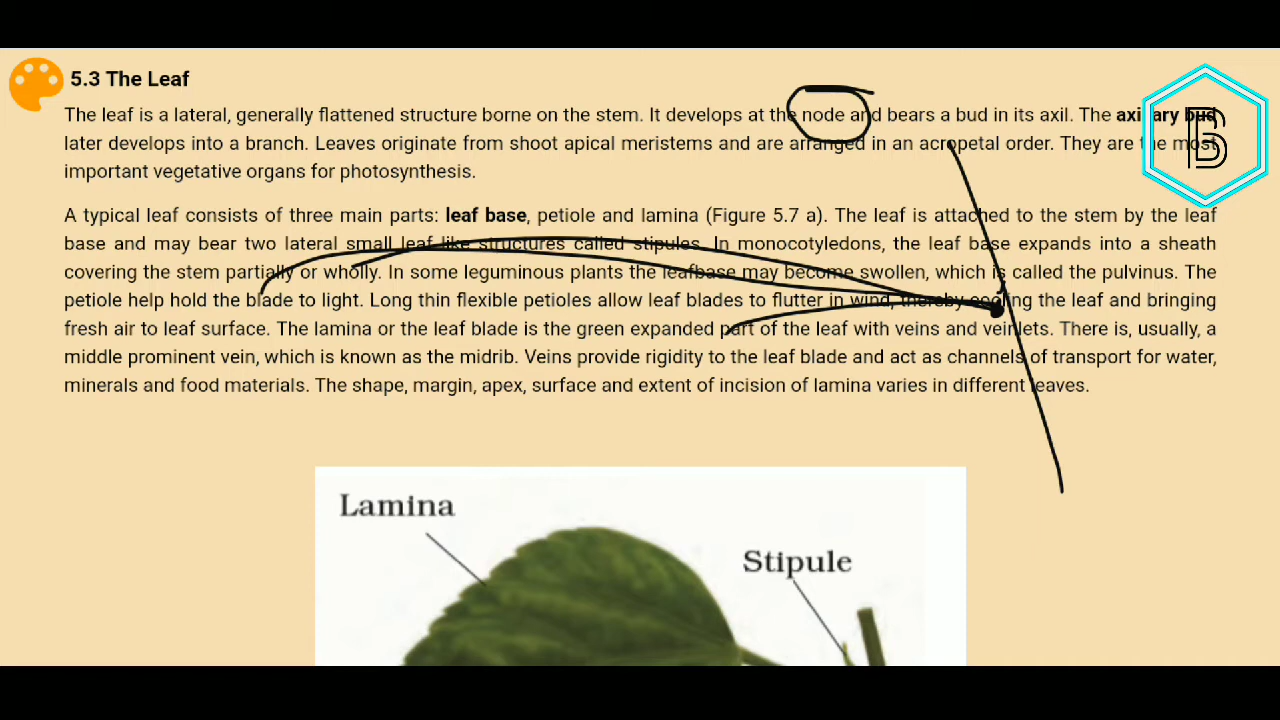 5.3 The Leaf
The leaf is a lateral, generally flattened structure borne on the stem. It develops at the node and bears a bud in its axil. The axillary bud
later develops into a branch. Leaves originate from shoot apical meristems and are arranged in an acropetal order. They are the most
important vegetative organs for photosynthesis.
A typical leaf consists of three main parts: leaf base, petiole and lamina (Figure 5.7 a). The leaf is attached to the stem by the leaf
base and may bear two lateral small leaf like structures called stipules. In monocotyledons, the leaf base expands into a sheath
covering the stem partially or wholly. In some leguminous plants the leafbase may become swollen, which is called the pulvinus. The
petiole help hold the blade to light. Long thin flexible petioles allow leaf blades to flutter in wind, thereby cooling the leaf and bringing
fresh air to leaf surface. The lamina or the leaf blade is the green expanded part of the leaf with veins and veinlets. There is, usually, a
middle prominent vein, which is known as the midrib. Veins provide rigidity to the leaf blade and act as channels of transport for water,
minerals and food materials. The shape, margin, apex, surface and extent of incision of lamina varies in different leaves.
Lamina
Stipule